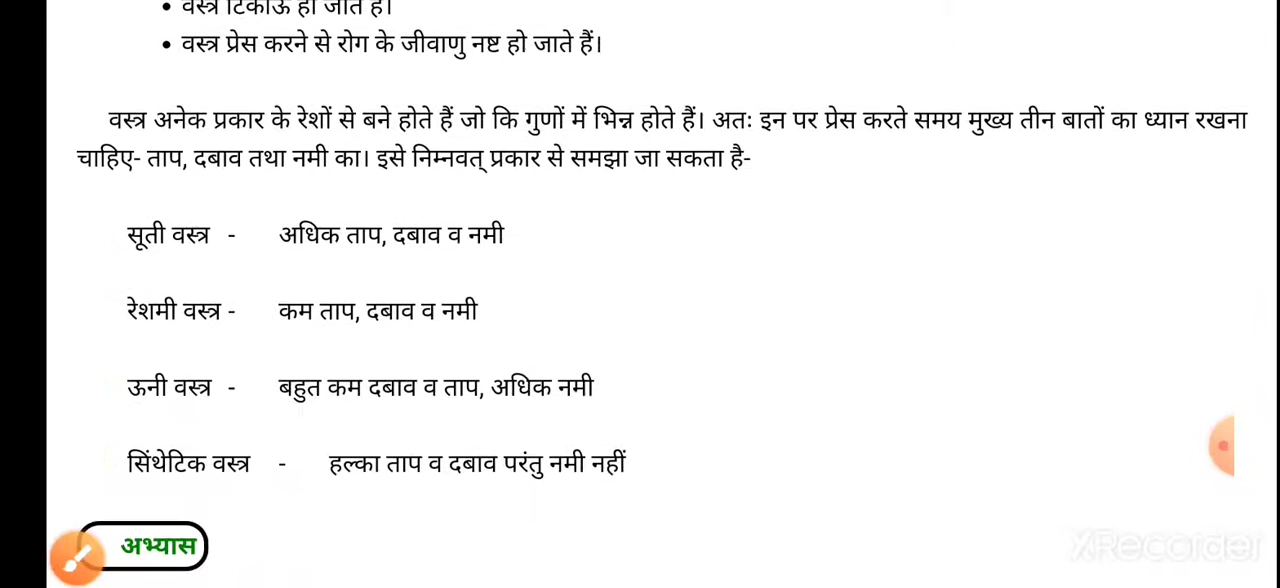 • वस्त्र टिकाऊ हो जाते हैं।
• वस्त्र प्रेस करने से रोग के जीवाणु नष्ट हो जाते हैं।
वस्त्र अनेक प्रकार के रेशों से बने होते हैं जो कि गुणों में भिन्न होते हैं। अतः इन पर प्रेस करते समय मुख्य तीन बातों का ध्यान रखना
चाहिए- ताप, दबाव तथा नमी का। इसे निम्नवत् प्रकार से समझा जा सकता है-
सूती वस्त्र - अधिक ताप, दबाव व नमी
रेशमी वस्त्र - कम ताप, दबाव व नमी
ऊनी वस्त्र - बहुत कम दबाव व ताप, अधिक नमी
सिंथेटिक वस्त्र - हल्का ताप व दबाव परंतु नमी नहीं
अभ्यास
XRecorder